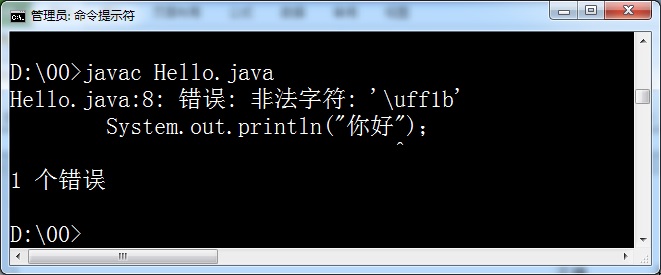 管理员: 命令提示符
D:\00>javac Hello.java
Hello.java:8: 错误: 非法字符: '\uff1b'
System.out.println("你好")；
^
1 个错误
D:\00>